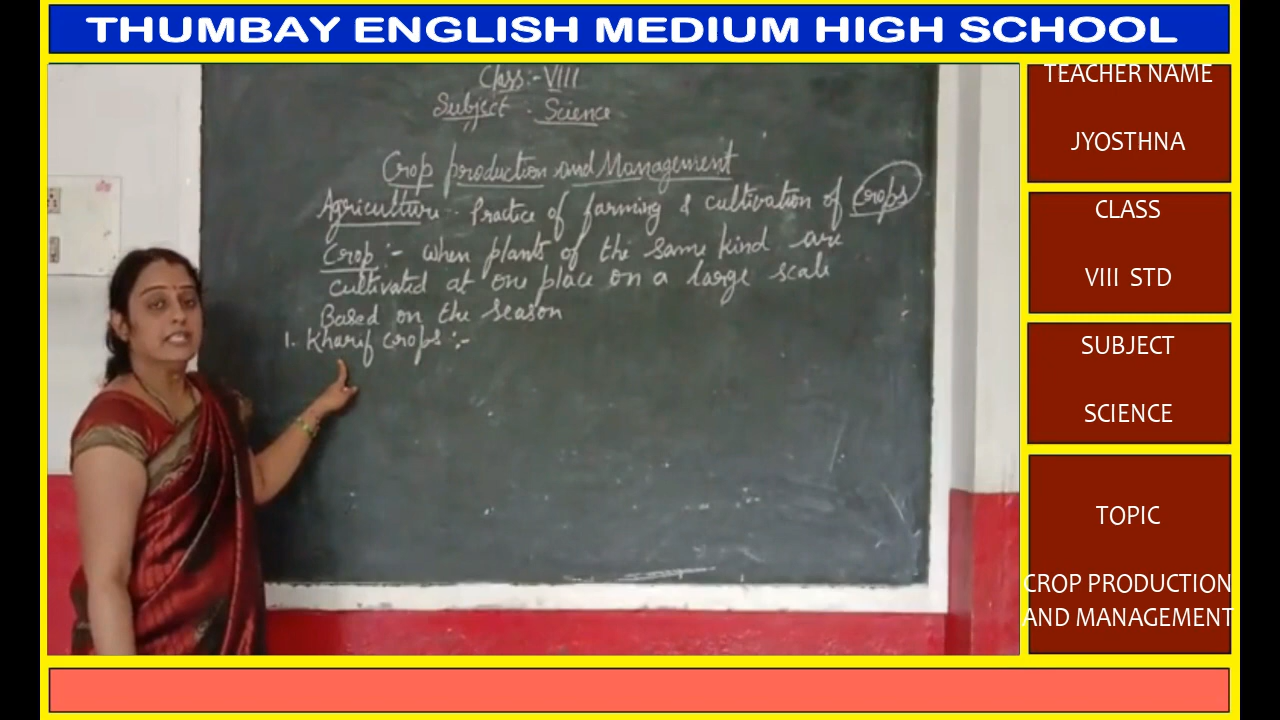 THUMBAY ENGLISH MEDIUM HIGH SCHOOL
Class:- VIII
Subject - Science
Crop production and Management
Agriculture - Practice of farming & cultivation of crops
Crop :- when plants of the same kind are
cultivated at one place on a large scale
Based on the season
1. Kharif crops :-
TEACHER NAME
JYOSTHNA
CLASS
VIII STD
SUBJECT
SCIENCE
TOPIC
CROP PRODUCTION
AND MANAGEMENT